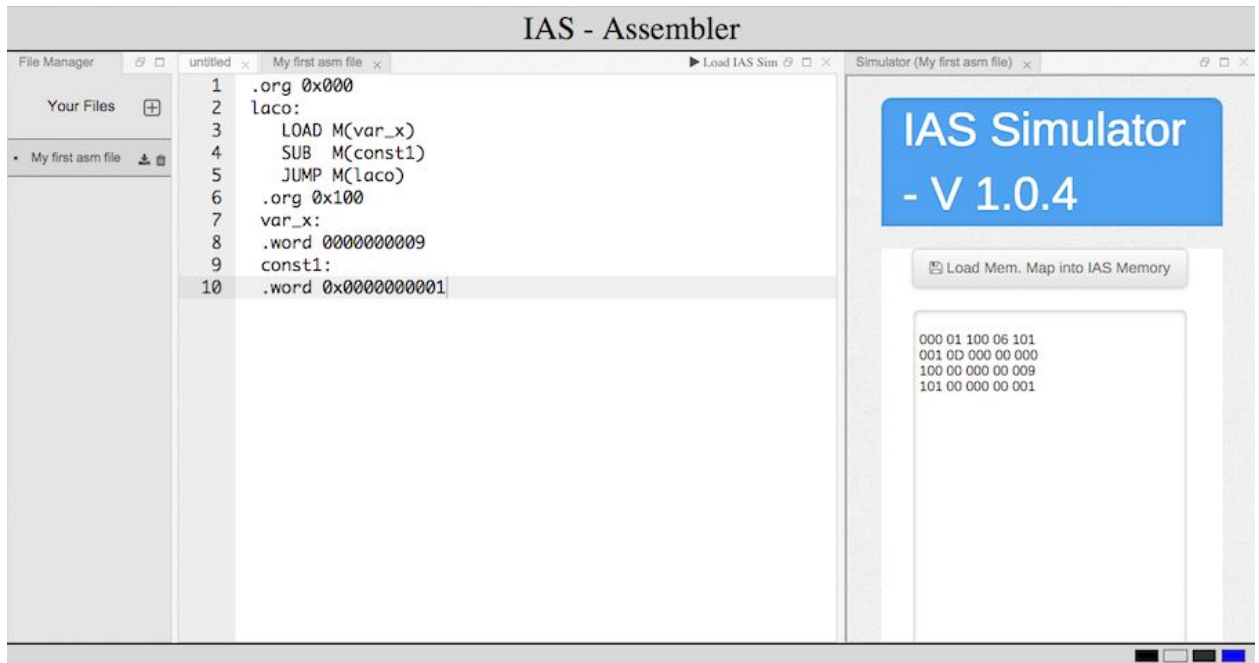 IAS - Assembler
File Manager
Your Files
My first asm file
untitled
My first asm file
Load IAS Sim
1 .org 0x000
2 laco:
3 LOAD M(var_x)
4 SUB M(const1)
5 JUMP M(laco)
6 .org 0x100
7 var_x:
8 .word 0000000009
9 const1:
10 .word 0x0000000001
Simulator (My first asm file)
IAS Simulator
- V 1.0.4
Load Mem. Map into IAS Memory
000 01 100 06 101
001 0D 000 00 000
100 00 000 00 009
101 00 000 00 001